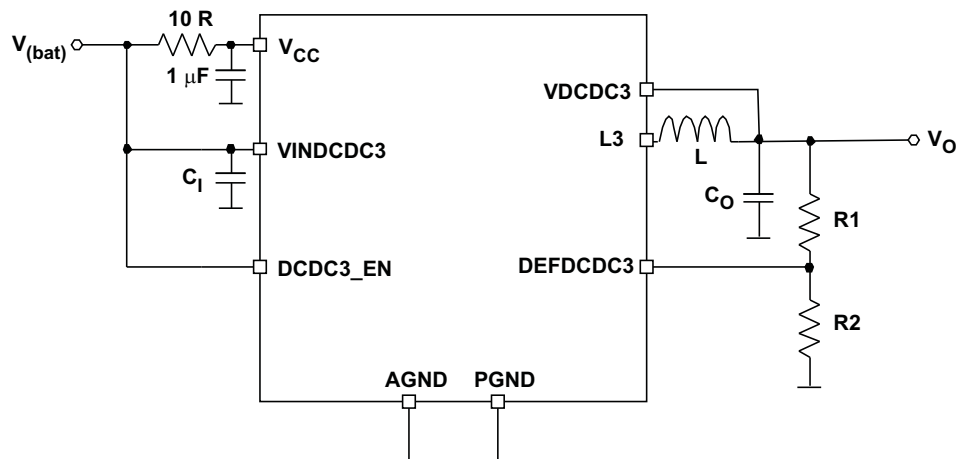 10 R
V(bat)
VCC
1 μF
VDCDC3
L3
L
VO
VINDCDC3
CI
CO
R1
DCDC3_EN
DEFDCDC3
R2
AGND
PGND